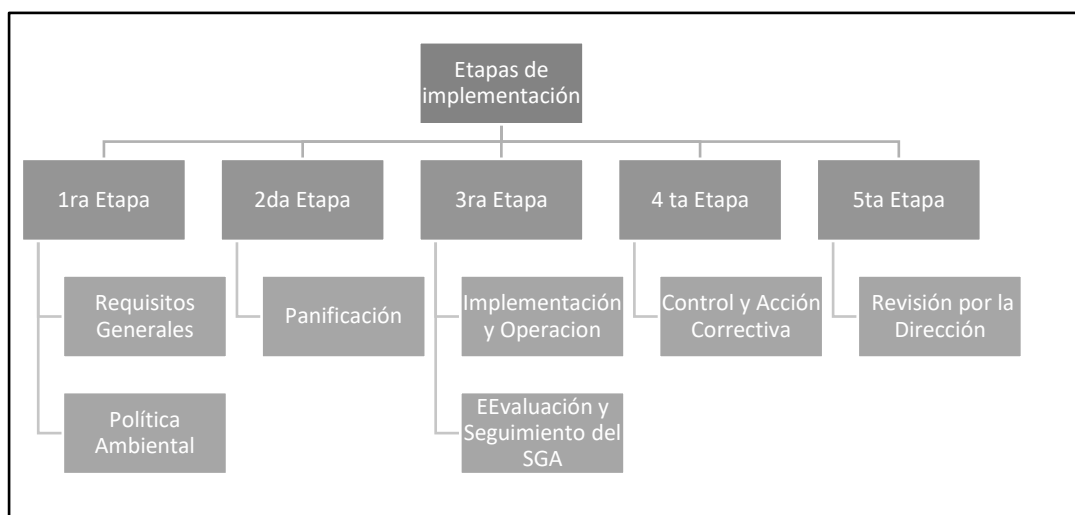 Etapas de
implementación
1ra Etapa
2da Etapa
3ra Etapa
4 ta Etapa
5ta Etapa
Requisitos
Generales
Panificación
Implementación
y Operacion
Control y Acción
Correctiva
Revisión por la
Dirección
Política
Ambiental
EEvaluación y
Seguimiento del
SGA